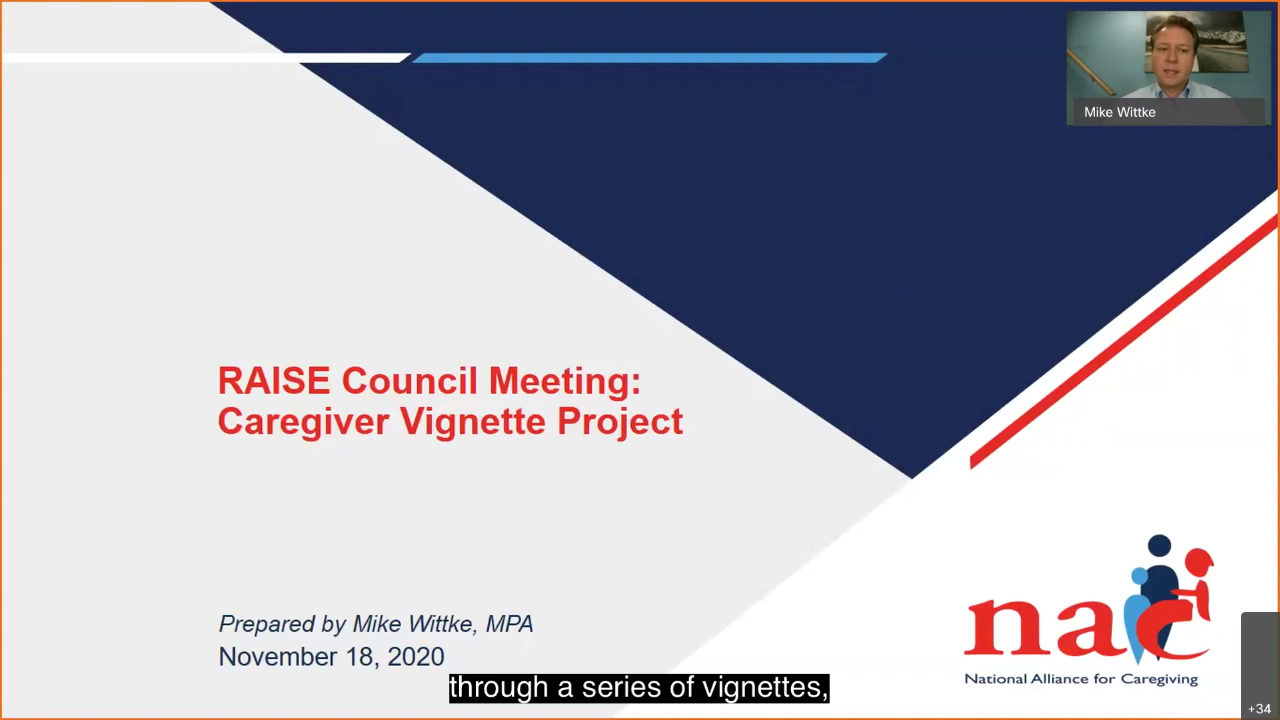 Mike Wittke
RAISE Council Meeting:
Caregiver Vignette Project
Prepared by Mike Wittke, MPA
November 18, 2020
through a series of vignettes,
nac
National Alliance for Caregiving
+34